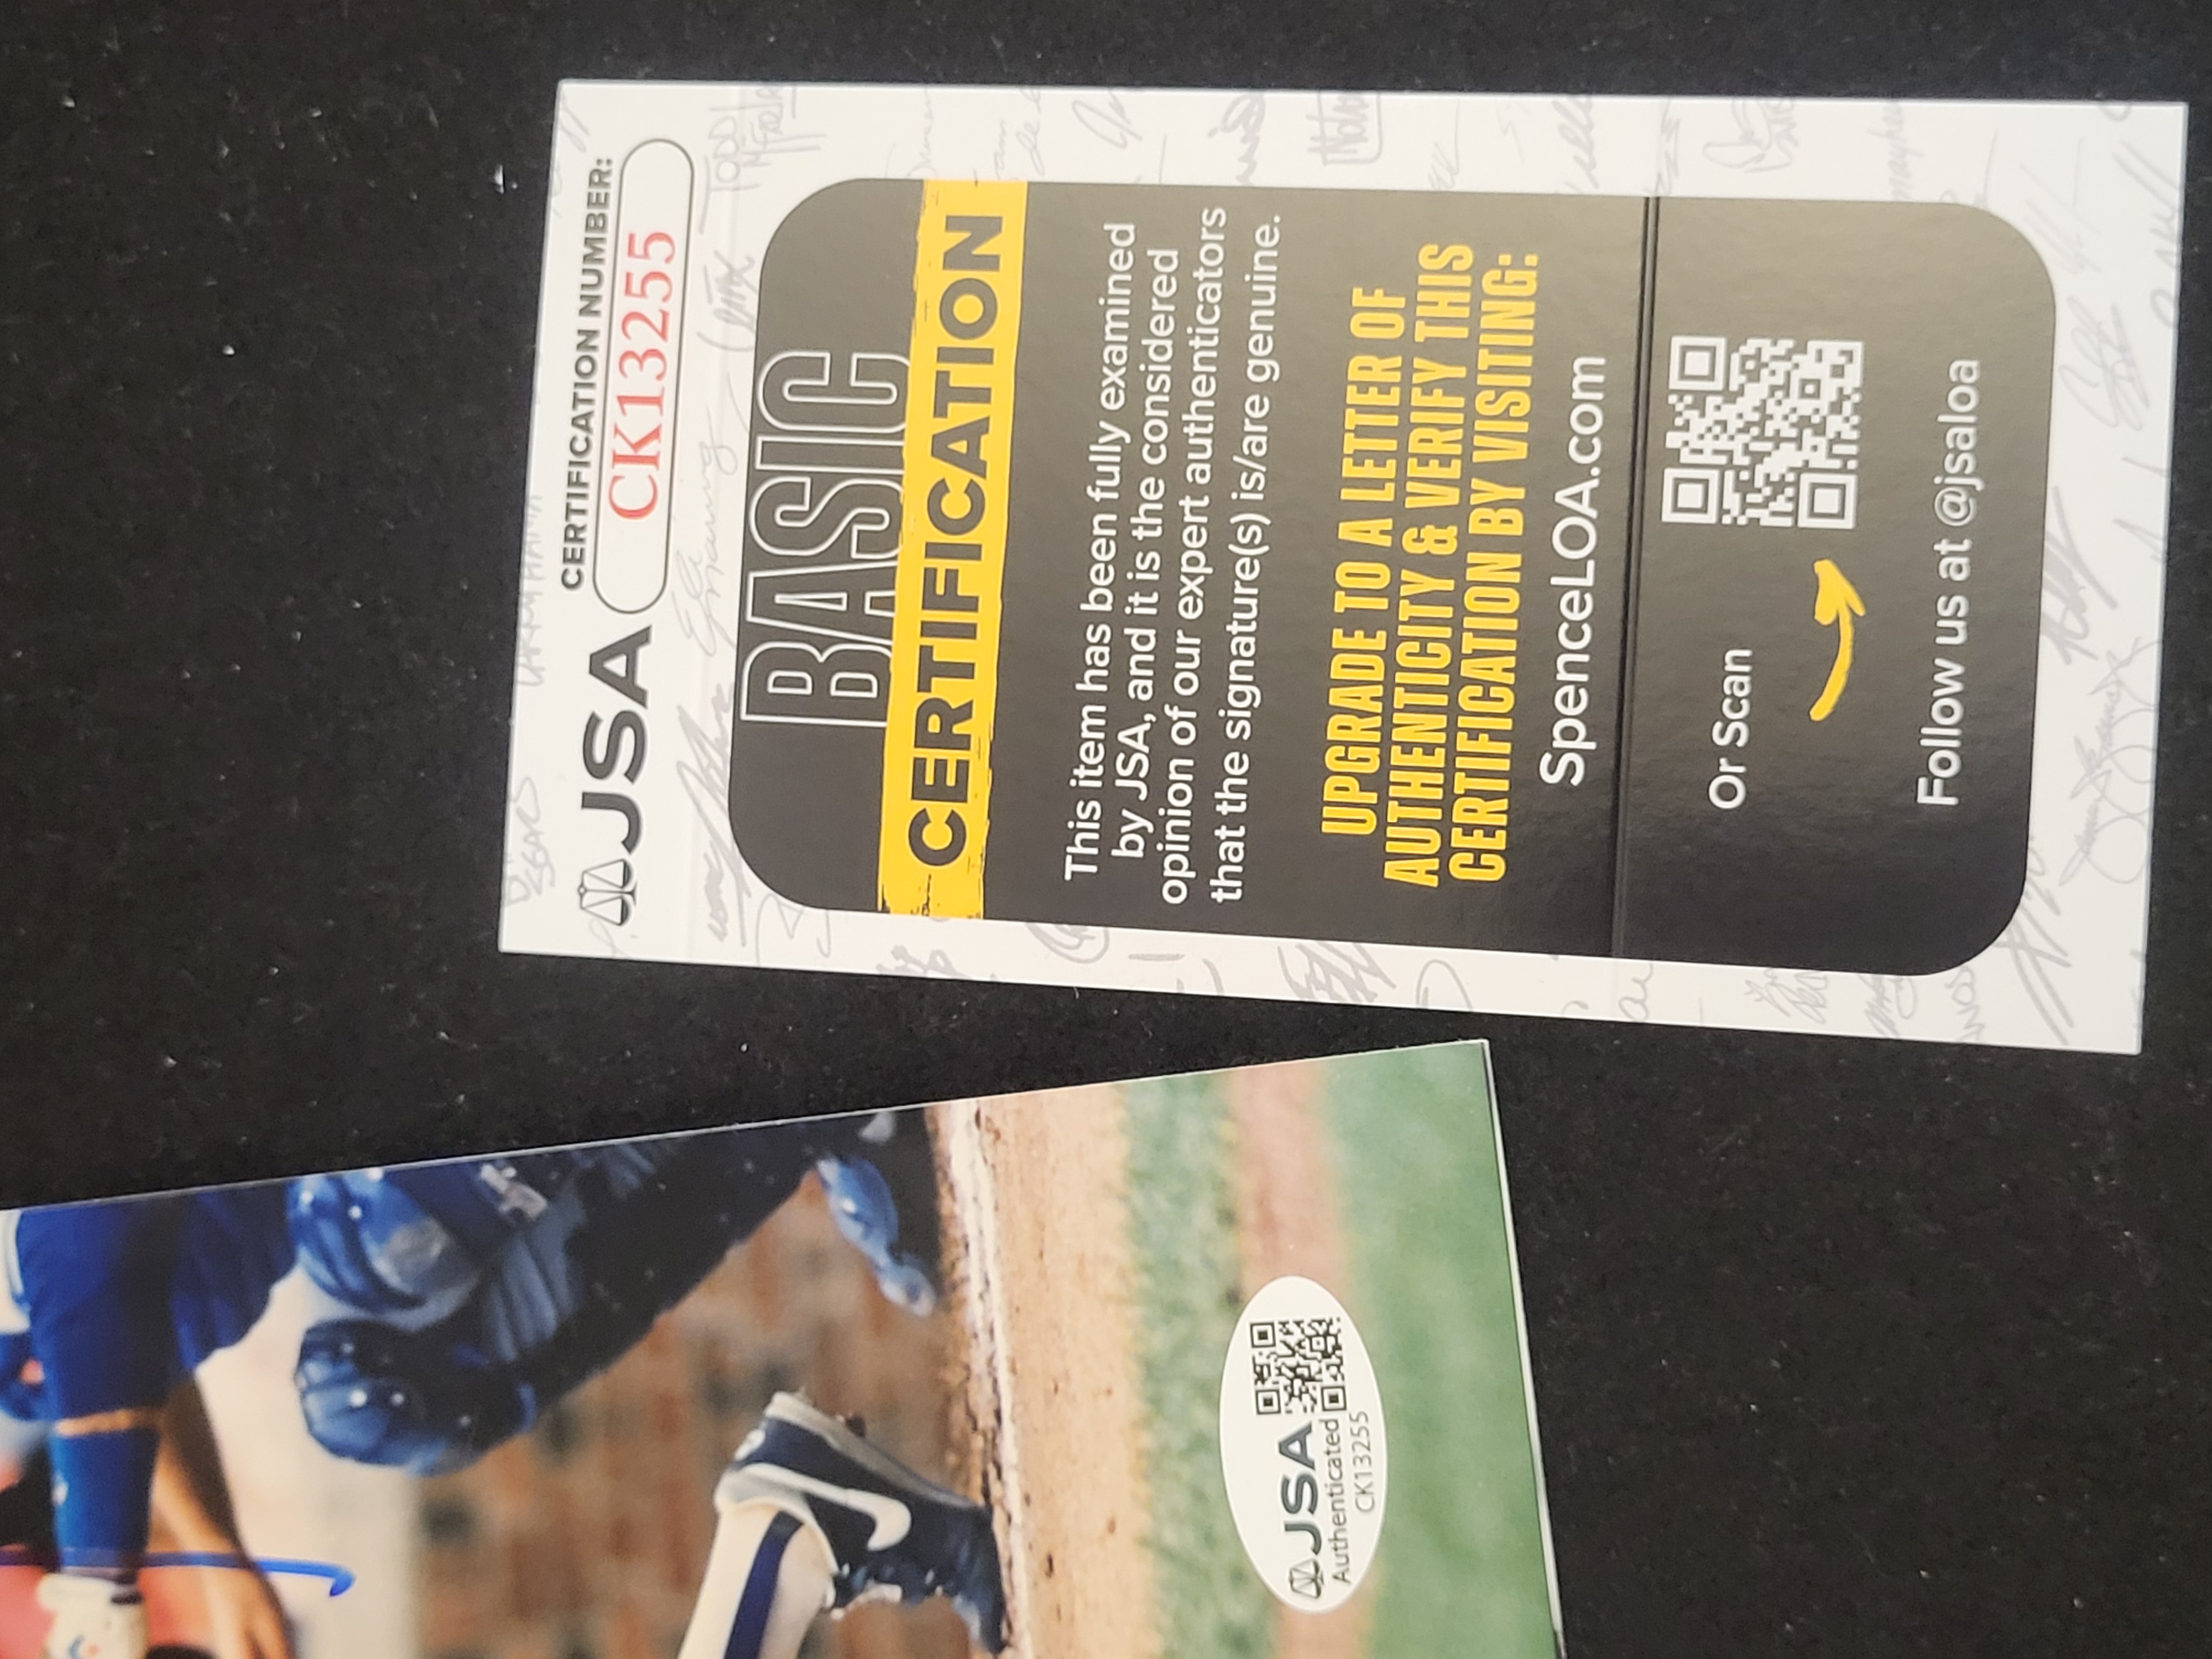 CERTIFICATION NUMBER:
JSA
CK13255
BASIC
CERTIFICATION
This item has been fully examined
by JSA, and it is the considered
opinion of our expert authenticators
that the signature(s) is/are genuine.
UPGRADE TO A LETTER OF
AUTHENTICITY & VERIFY THIS
CERTIFICATION BY VISITING:
SpenceLOA.com
Or Scan
Follow us at @jsaloa
JSA
Authenticated
CK13255